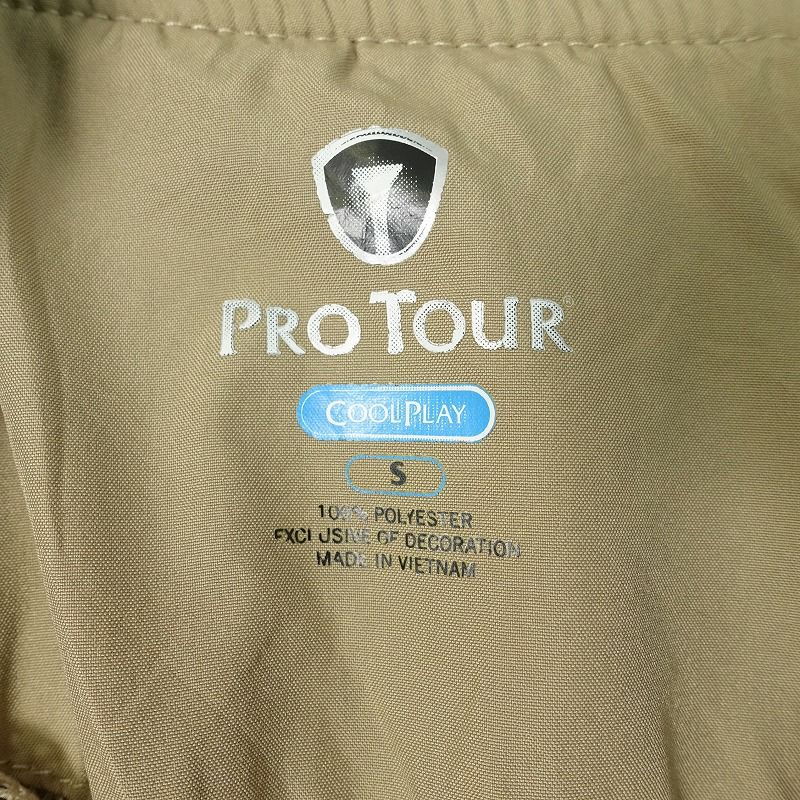 PRO TOUR®
COOLPLAY
S
100% POLYESTER
EXCLUSIVE OF DECORATION
MADE IN VIETNAM